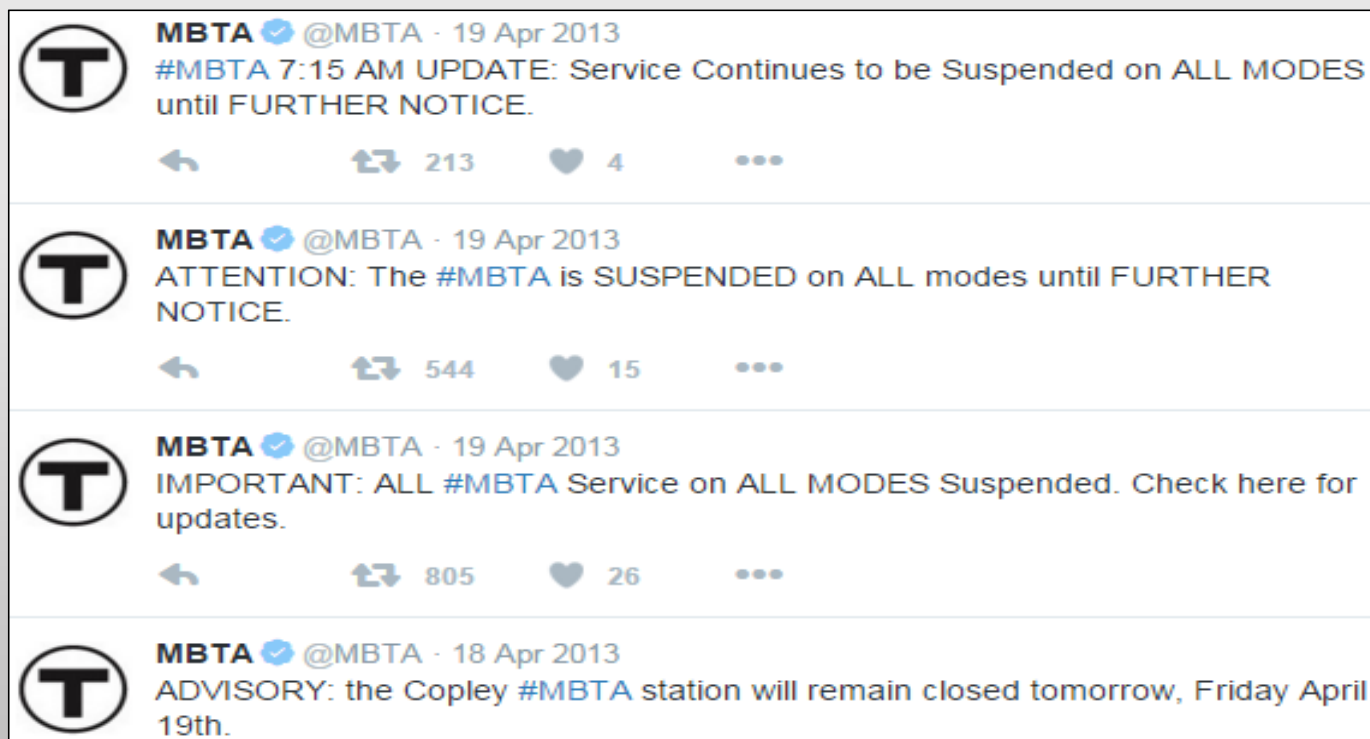 MBTA @MBTA · 19 Apr 2013
#MBTA 7:15 AM UPDATE: Service Continues to be Suspended on ALL MODES
until FURTHER NOTICE.
213 4
MBTA @MBTA · 19 Apr 2013
ATTENTION: The #MBTA is SUSPENDED on ALL modes until FURTHER
NOTICE.
544 15
MBTA @MBTA · 19 Apr 2013
IMPORTANT: ALL #MBTA Service on ALL MODES Suspended. Check here for
updates.
805 26
MBTA @MBTA · 18 Apr 2013
ADVISORY: the Copley #MBTA station will remain closed tomorrow, Friday April
19th.